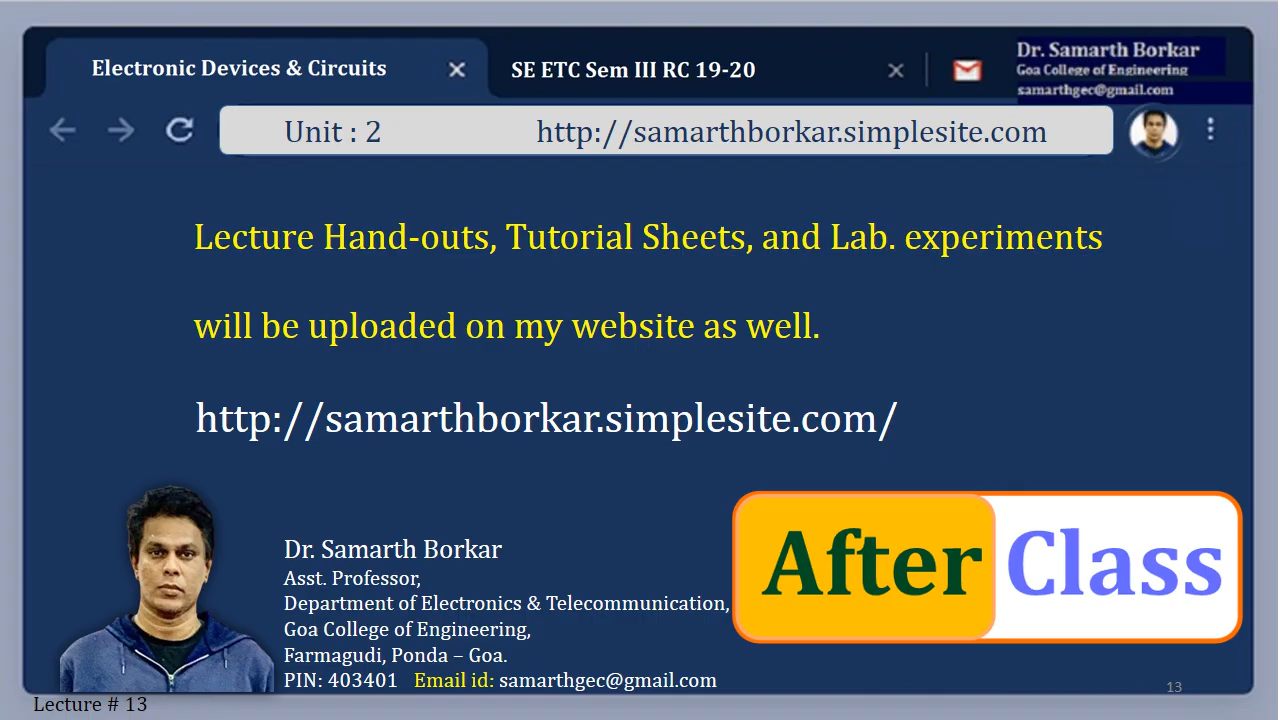 Electronic Devices & Circuits
SE ETC Sem III RC 19-20
Dr. Samarth Borkar
Goa College of Engineering
samarthgec@gmail.com
Unit : 2
http://samarthborkar.simplesite.com
Lecture Hand-outs, Tutorial Sheets, and Lab. experiments
will be uploaded on my website as well.
http://samarthborkar.simplesite.com/
Dr. Samarth Borkar
Asst. Professor,
Department of Electronics & Telecommunication,
Goa College of Engineering,
Farmagudi, Ponda – Goa.
PIN: 403401 Email id: samarthgec@gmail.com
After Class
13
Lecture # 13